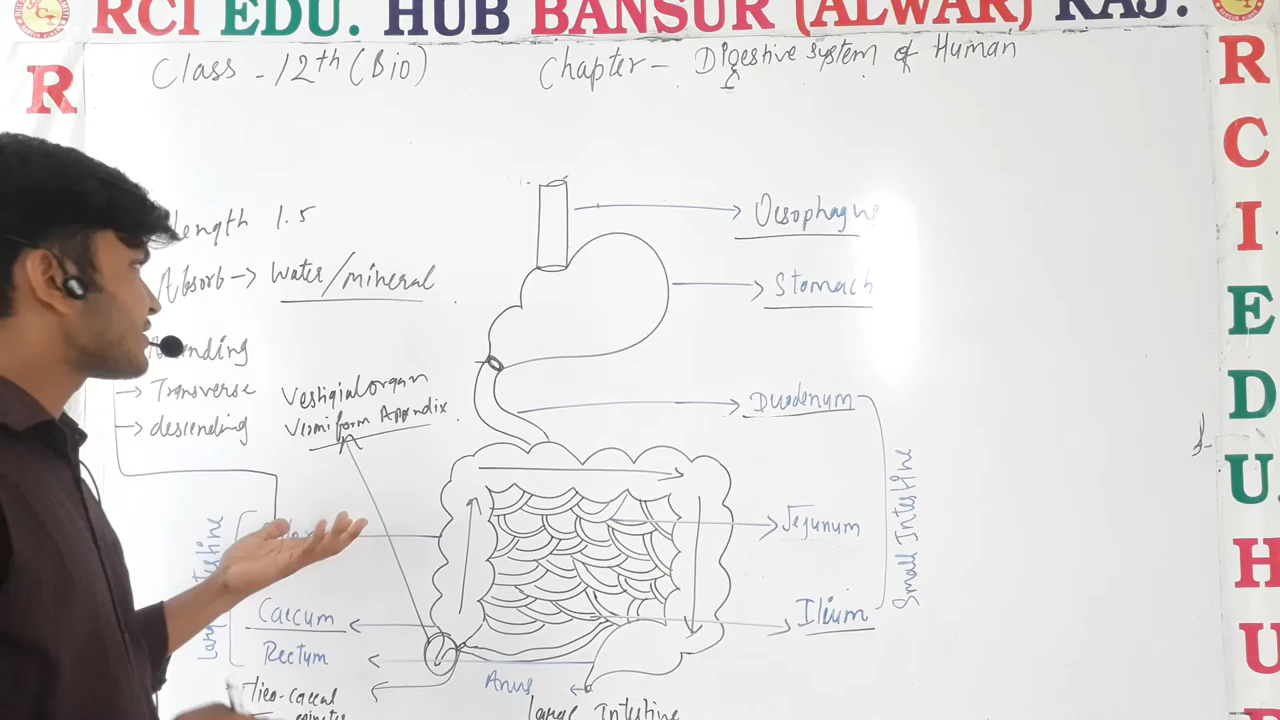 RCI EDU. HUB BANSUR (ALWAR) RAJ.
R
R
C
I
E
D
U
H
U
Class - 12th (Bio)
Chapter - Digestive system of Human
Length 1.5
Absorb → water/mineral
Transverse
descending
Vestigial organ
Vermiform Appendix
Oesophagus
Stomach
Duodenum
Jejunum
Ileum
Small Intestine
Caecum
Rectum
Anus
Large Intestine